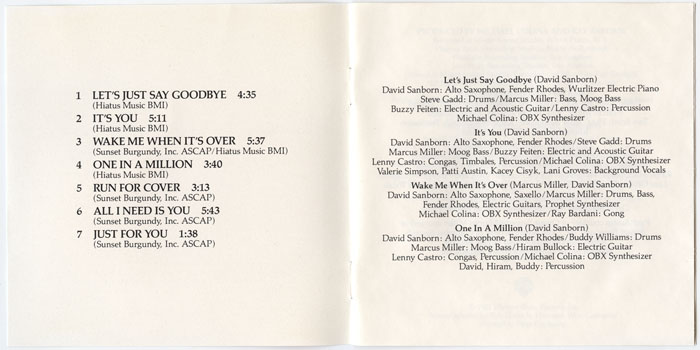 1 LET'S JUST SAY GOODBYE 4:35
(Hiatus Music BMI)
2 IT'S YOU 5:11
(Hiatus Music BMI)
3 WAKE ME WHEN IT'S OVER 5:37
(Sunset Burgundy, Inc. ASCAP/Hiatus Music BMI)
4 ONE IN A MILLION 3:40
(Hiatus Music BMI)
5 RUN FOR COVER 3:13
(Sunset Burgundy, Inc. ASCAP)
6 ALL I NEED IS YOU 5:43
(Sunset Burgundy, Inc. ASCAP)
7 JUST FOR YOU 1:38
(Sunset Burgundy, Inc. ASCAP)
Let's Just Say Goodbye (David Sanborn)
David Sanborn: Alto Saxophone, Fender Rhodes, Wurlitzer Electric Piano
Steve Gadd: Drums/Marcus Miller: Bass, Moog Bass
Buzzy Feiten: Electric and Acoustic Guitar/Lenny Castro: Percussion
Michael Colina: OBX Synthesizer
It's You (David Sanborn)
David Sanborn: Alto Saxophone, Fender Rhodes/Steve Gadd: Drums
Marcus Miller: Moog Bass/Buzzy Feiten: Electric and Acoustic Guitar
Lenny Castro: Congas, Timbales, Percussion/Michael Colina: OBX Synthesizer
Valerie Simpson, Patti Austin, Kacey Cisyk, Lani Groves: Background Vocals
Wake Me When It's Over (Marcus Miller, David Sanborn)
David Sanborn: Alto Saxophone, Saxello/Marcus Miller: Drums, Bass,
Fender Rhodes, Electric Guitars, Prophet Synthesizer
Michael Colina: OBX Synthesizer/Ray Bardani: Gong
One In A Million (David Sanborn)
David Sanborn: Alto Saxophone, Fender Rhodes/Buddy Williams: Drums
Marcus Miller: Moog Bass/Hiram Bullock: Electric Guitar
Lenny Castro: Congas, Percussion/Michael Colina: OBX Synthesizer
David, Hiram, Buddy: Percussion